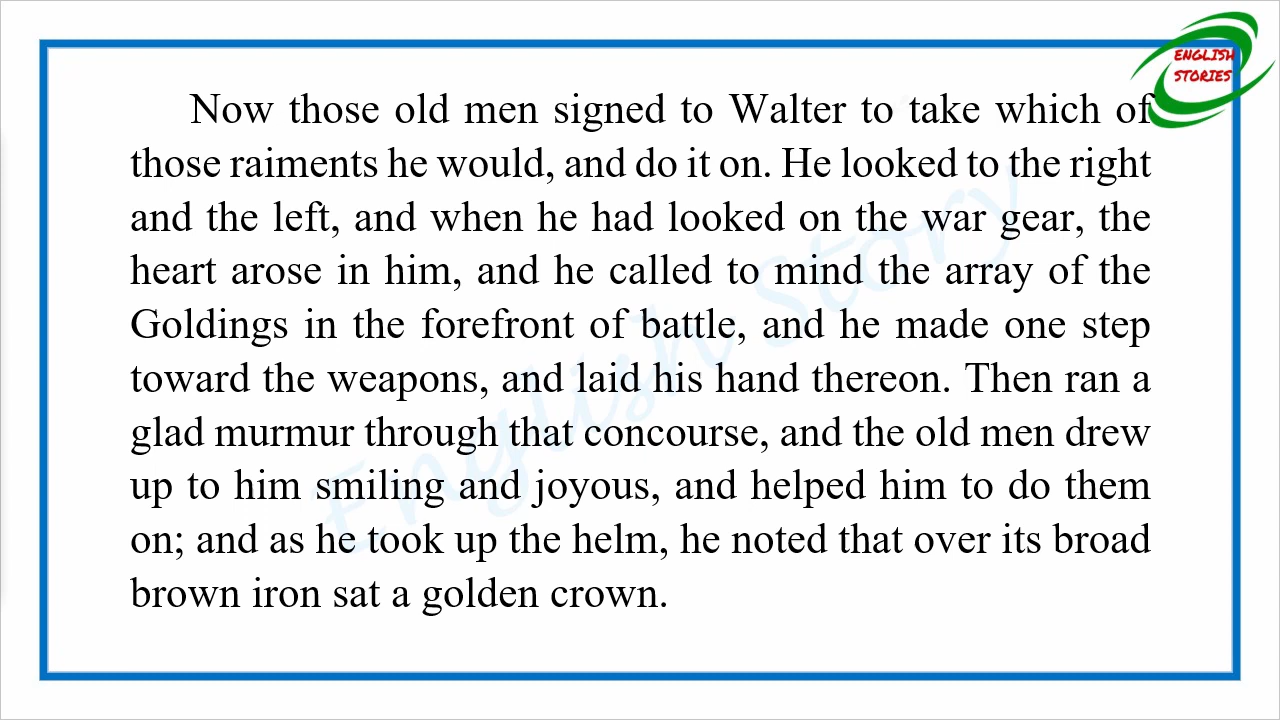 ENGLISH
STORIES
Now those old men signed to Walter to take which of
those raiments he would, and do it on. He looked to the right
and the left, and when he had looked on the war gear, the
heart arose in him, and he called to mind the array of the
Goldings in the forefront of battle, and he made one step
toward the weapons, and laid his hand thereon. Then ran a
glad murmur through that concourse, and the old men drew
up to him smiling and joyous, and helped him to do them
on; and as he took up the helm, he noted that over its broad
brown iron sat a golden crown.
English Story